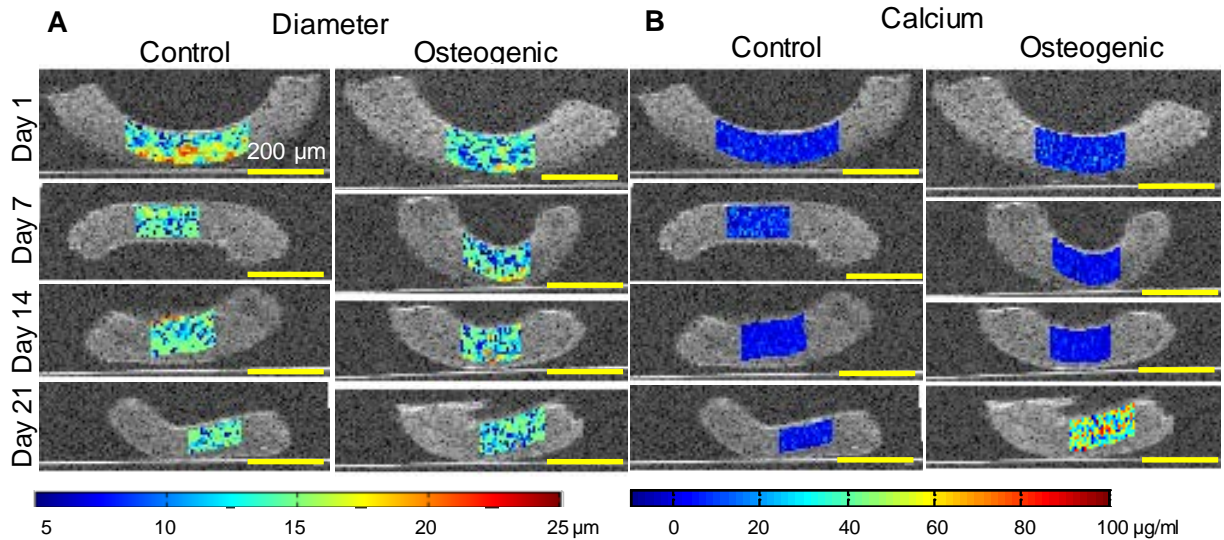 A Diameter B Calcium
Control Osteogenic Control Osteogenic
Day 1
200 µm
Day 7
Day 14
Day 21
5 10 15 20 25 µm 0 20 40 60 80 100 µg/ml